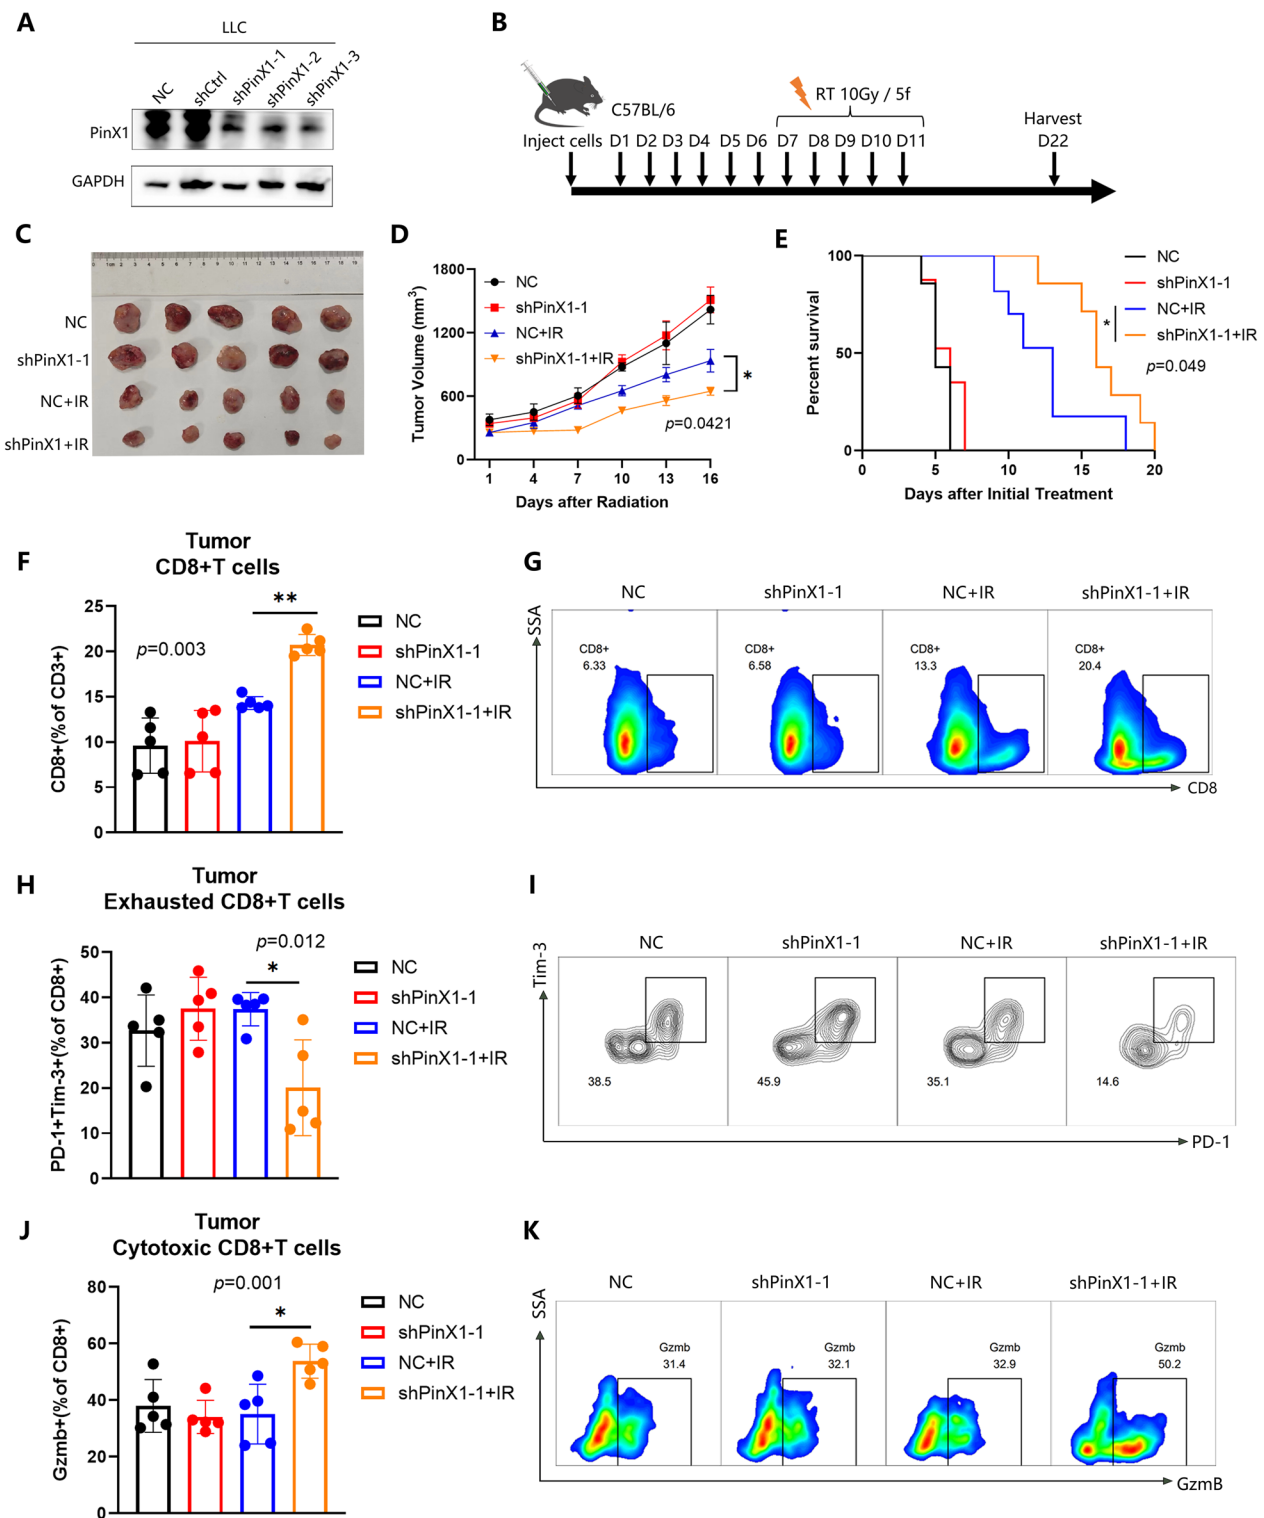 A
LLC
NC
shCtrl
shPinX1-1
shPinX1-2
shPinX1-3
PinX1
GAPDH
B
C57BL/6
RT 10Gy / 5f
Harvest
Inject cells D1 D2 D3 D4 D5 D6 D7 D8 D9 D10 D11 D22
C
NC
shPinX1-1
NC+IR
shPinX1+IR
D
Tumor Volume (mm³)
1800
1200
600
0
NC
shPinX1-1
NC+IR
shPinX1-1+IR
*
p=0.0421
1 4 7 10 13 16
Days after Radiation
E
Percent survival
100
50
0
NC
shPinX1-1
NC+IR
shPinX1-1+IR
*
p=0.049
0 5 10 15 20
Days after Initial Treatment
F
Tumor
CD8+T cells
CD8+(%of CD3+)
25
20
15
10
5
0
p=0.003
**
NC
shPinX1-1
NC+IR
shPinX1-1+IR
G
NC shPinX1-1 NC+IR shPinX1-1+IR
SSA
CD8+
6.33
CD8+
6.58
CD8+
13.3
CD8+
20.4
CD8
H
Tumor
Exhausted CD8+T cells
PD-1+Tim-3+(%of CD8+)
50
40
30
20
10
0
p=0.012
*
NC
shPinX1-1
NC+IR
shPinX1-1+IR
I
NC shPinX1-1 NC+IR shPinX1-1+IR
Tim-3
38.5 45.9 35.1 14.6
PD-1
J
Tumor
Cytotoxic CD8+T cells
Gzmb+(%of CD8+)
80
60
40
20
0
p=0.001
*
NC
shPinX1-1
NC+IR
shPinX1-1+IR
K
NC shPinX1-1 NC+IR shPinX1-1+IR
SSA
Gzmb
31.4
Gzmb
32.1
Gzmb
32.9
Gzmb
50.2
GzmB